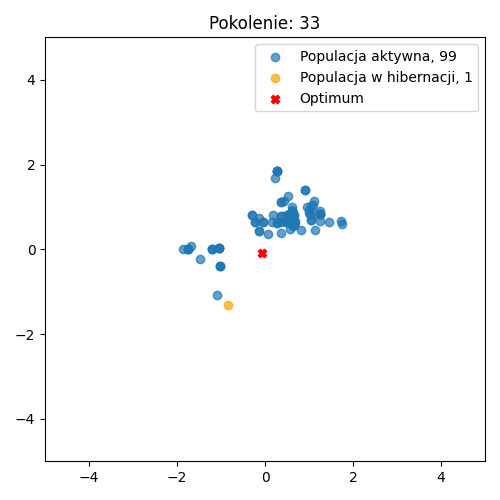 Pokolenie: 33
Populacja aktywna, 99
Populacja w hibernacji, 1
Optimum
4
2
0
−2
−4
−4
−2
0
2
4